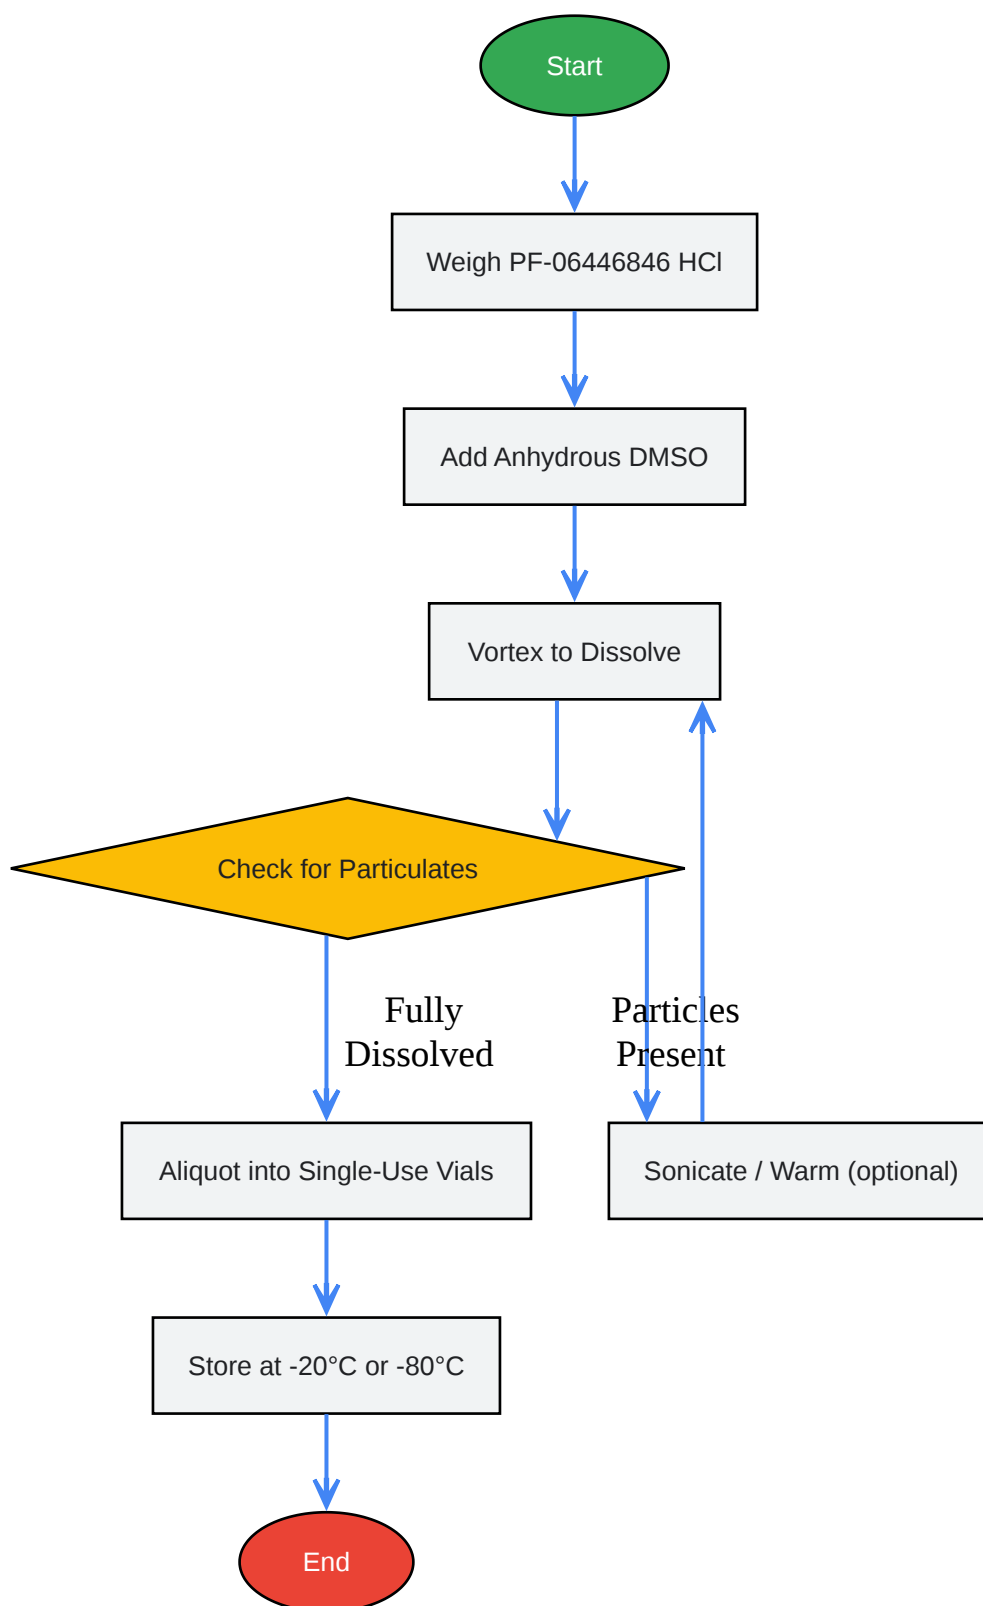 Start
Weigh PF-06446846 HCl
Add Anhydrous DMSO
Vortex to Dissolve
Check for Particulates
Fully
Dissolved
Particles
Present
Aliquot into Single-Use Vials
Sonicate / Warm (optional)
Store at -20°C or -80°C
End